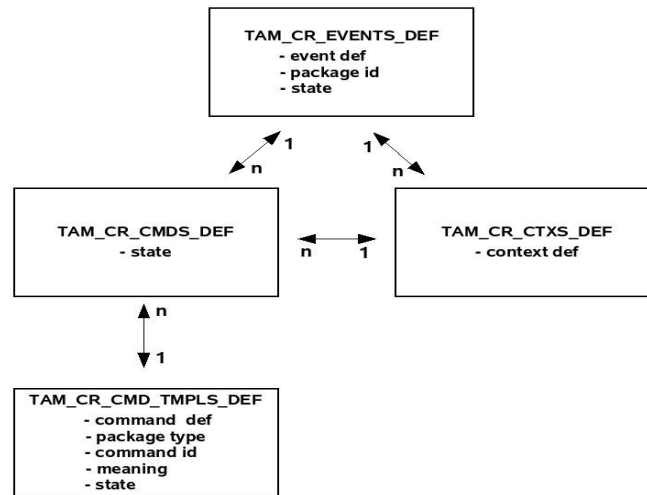 TAM_CR_EVENTS_DEF
- event def
- package id
- state
1
n
1
n
TAM_CR_CMDS_DEF
- state
n
1
TAM_CR_CTXS_DEF
- context def
n
1
TAM_CR_CMD_TMPLS_DEF
- command def
- package type
- command id
- meaning
- state